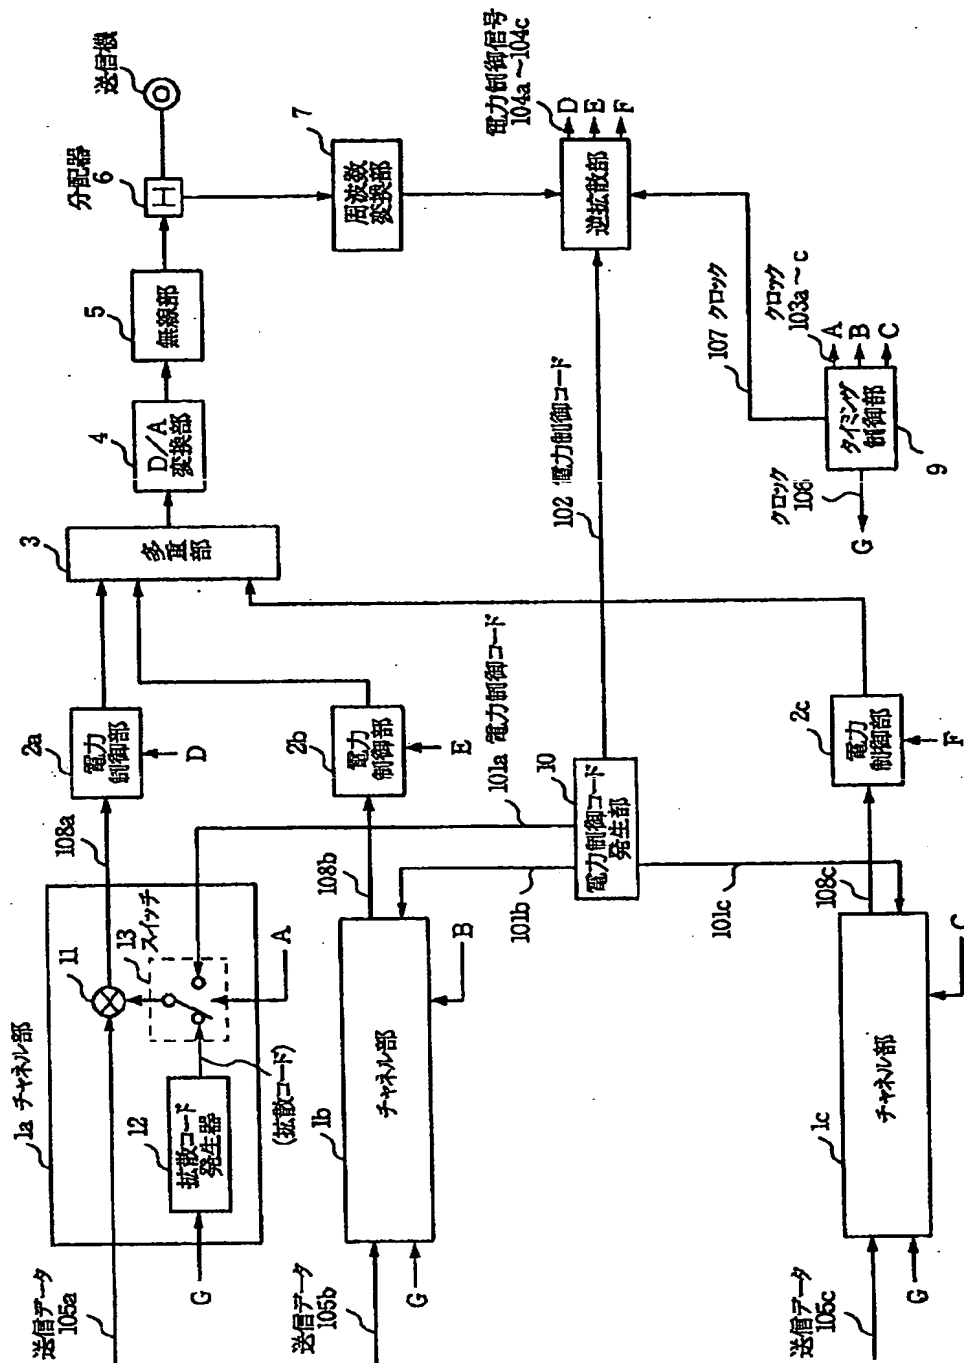 送信データ
105a
1a チャネル部
11
13
スイッチ
12
拡散コード
発生器
(拡散コード)
G
A
108a
2a
電力
制御部
D
3
多重部
4
D/A
変換部
5
無線部
分配器
6
H
送信機
7
周波数
変換部
送信データ
105b
G
1b
チャネル部
B
108b
2b
電力
制御部
E
101a 電力制御コード
101b
101c
10
電力制御コード
発生部
102 電力制御コード
逆拡散部
電力制御信号
104a~104c
D
E
F
107 クロック
クロック
103a~c
A
B
C
タイミング
制御部
9
クロック
106
G
送信データ
105c
G
1c
チャネル部
C
108c
2c
電力
制御部
F